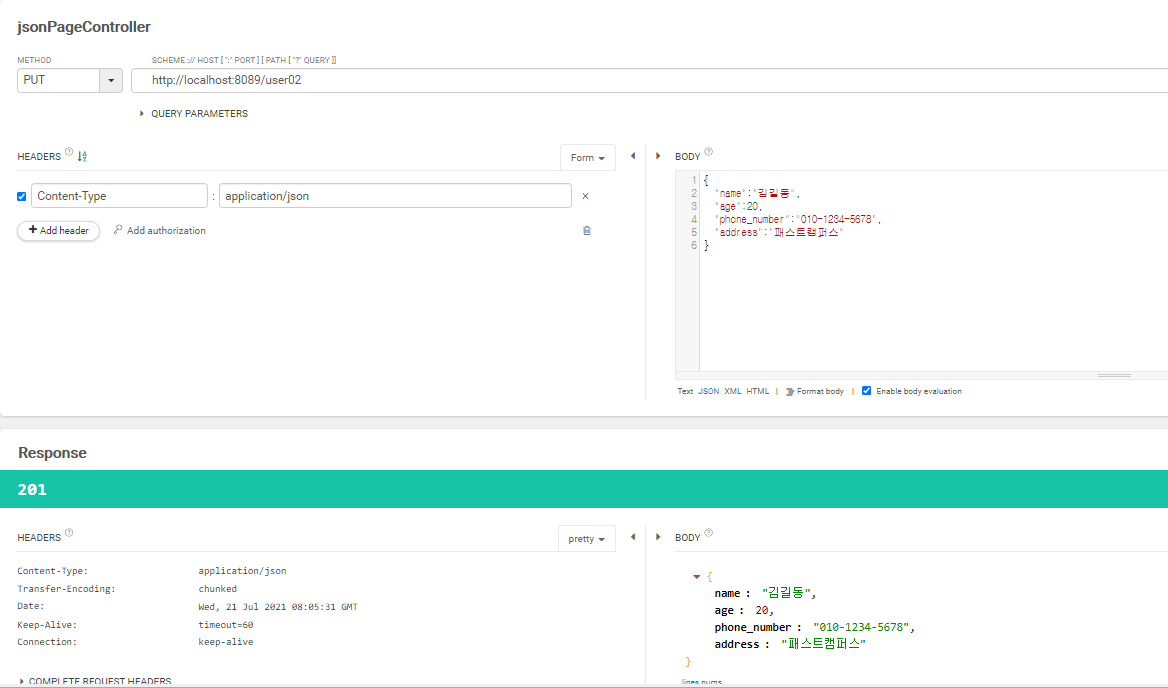 jsonPageController
METHOD
SCHEME :// HOST [ ":" PORT ] [ PATH [ "?" QUERY ]]
PUT
http://localhost:8089/user02
QUERY PARAMETERS
HEADERS
Form
BODY
Content-Type : application/json
Add header
Add authorization
1 {
2 "name":"김길동",
3 "age":20,
4 "phone_number":"010-1234-5678",
5 "address":"패스트캠퍼스"
6 }
Text JSON XML HTML | Format body | Enable body evaluation
Response
201
HEADERS
pretty
BODY
Content-Type: application/json
Transfer-Encoding: chunked
Date: Wed, 21 Jul 2021 08:05:31 GMT
Keep-Alive: timeout=60
Connection: keep-alive
{
name : "김길동",
age : 20,
phone_number : "010-1234-5678",
address : "패스트캠퍼스"
}
COMPLETE REQUEST HEADERS
lines nums